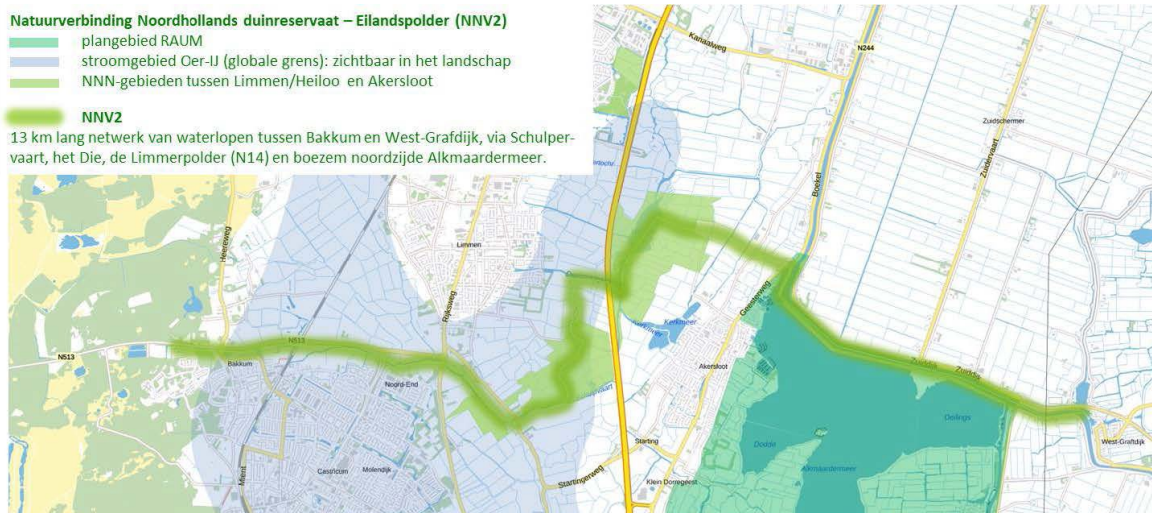 Natuurverbinding Noordhollands duinreservaat – Eilandspolder (NNV2)
plangebied RAUM
stroomgebied Oer-IJ (globale grens): zichtbaar in het landschap
NNN-gebieden tussen Limmen/Heiloo en Akersloot
NNV2
13 km lang netwerk van waterlopen tussen Bakkum en West-Grafdijk, via Schulper-
vaart, het Die, de Limmerpolder (N14) en boezem noordzijde Alkmaardermeer.
Kanaalweg
N244
Zuidschermer
Zuidervaart
Boekel
Heereweg
Limmen
Rijksweg
Geesterweg
Kerkmeer
N513
N513
Bakkum
Noord-End
Akersloot
Zuiddijk
Zuiddijk
Delings
West-Graftdijk
Dodde
Starting
Alkmaardermeer
Castricum
Molendijk
Mient
Startingerweg
Klein Dorregeest